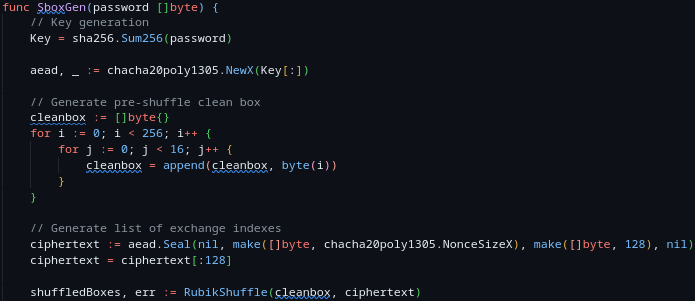 func SboxGen(password []byte) {
    // Key generation
    Key = sha256.Sum256(password)
    aead, _ := chacha20poly1305.NewX(Key[:])
    // Generate pre-shuffle clean box
    cleanbox := []byte{}
    for i := 0; i < 256; i++ {
        for j := 0; j < 16; j++ {
            cleanbox = append(cleanbox, byte(i))
        }
    }
    // Generate list of exchange indexes
    ciphertext := aead.Seal(nil, make([]byte, chacha20poly1305.NonceSizeX), make([]byte, 128), nil)
    ciphertext = ciphertext[:128]
    shuffledBoxes, err := RubikShuffle(cleanbox, ciphertext)